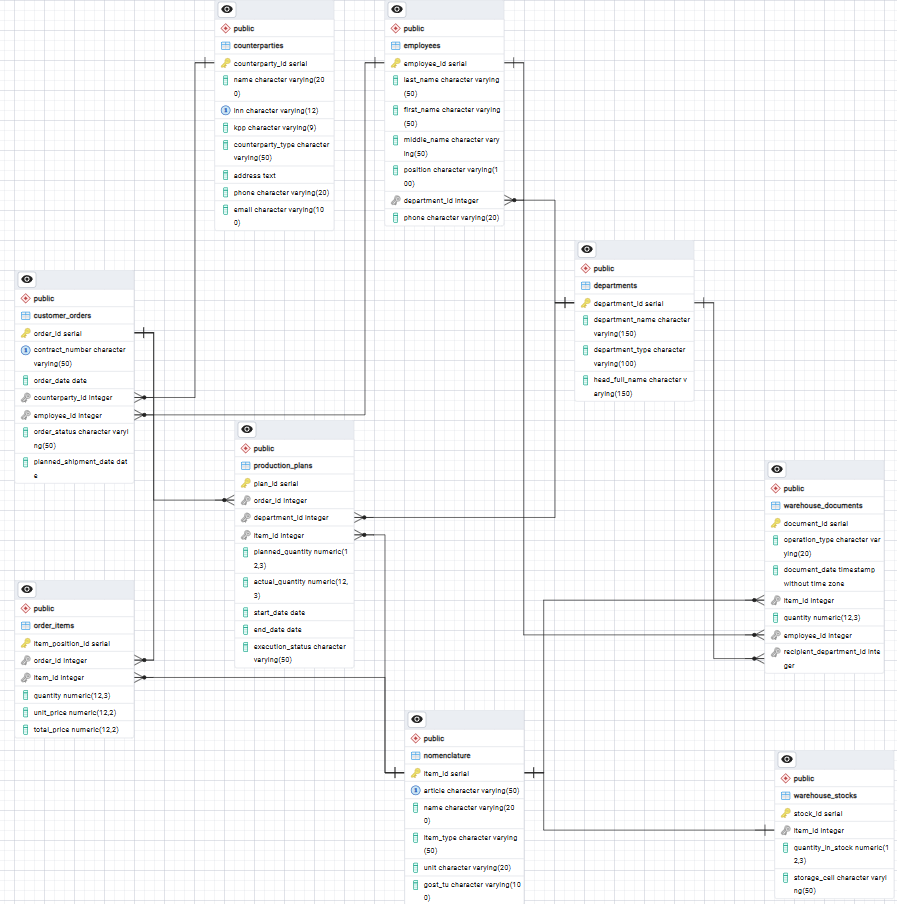 public
counterparties
counterparty_id serial
name character varying(20
0)
inn character varying(12)
kpp character varying(9)
counterparty_type character
varying(50)
address text
phone character varying(20)
email character varying(10
0)
public
employees
employee_id serial
last_name character varying
(50)
first_name character varying
(50)
middle_name character vary
ing(50)
position character varying(1
00)
department_id integer
phone character varying(20)
public
departments
department_id serial
department_name character
varying(150)
department_type character
varying(100)
head_full_name character v
arying(150)
public
customer_orders
order_id serial
contract_number character
varying(50)
order_date date
counterparty_id integer
employee_id integer
order_status character varyi
ng(50)
planned_shipment_date dat
e
public
production_plans
plan_id serial
order_id integer
department_id integer
item_id integer
planned_quantity numeric(1
2,3)
actual_quantity numeric(12,
3)
start_date date
end_date date
execution_status character
varying(50)
public
warehouse_documents
document_id serial
operation_type character var
ying(20)
document_date timestamp
without time zone
item_id integer
quantity numeric(12,3)
employee_id integer
recipient_department_id inte
ger
public
order_items
item_position_id serial
order_id integer
item_id integer
quantity numeric(12,3)
unit_price numeric(12,2)
total_price numeric(12,2)
public
nomenclature
item_id serial
article character varying(50)
name character varying(20
0)
item_type character varying
(50)
unit character varying(20)
gost_tu character varying(10
0)
public
warehouse_stocks
stock_id serial
item_id integer
quantity_in_stock numeric(1
2,3)
storage_cell character varyi
ng(50)